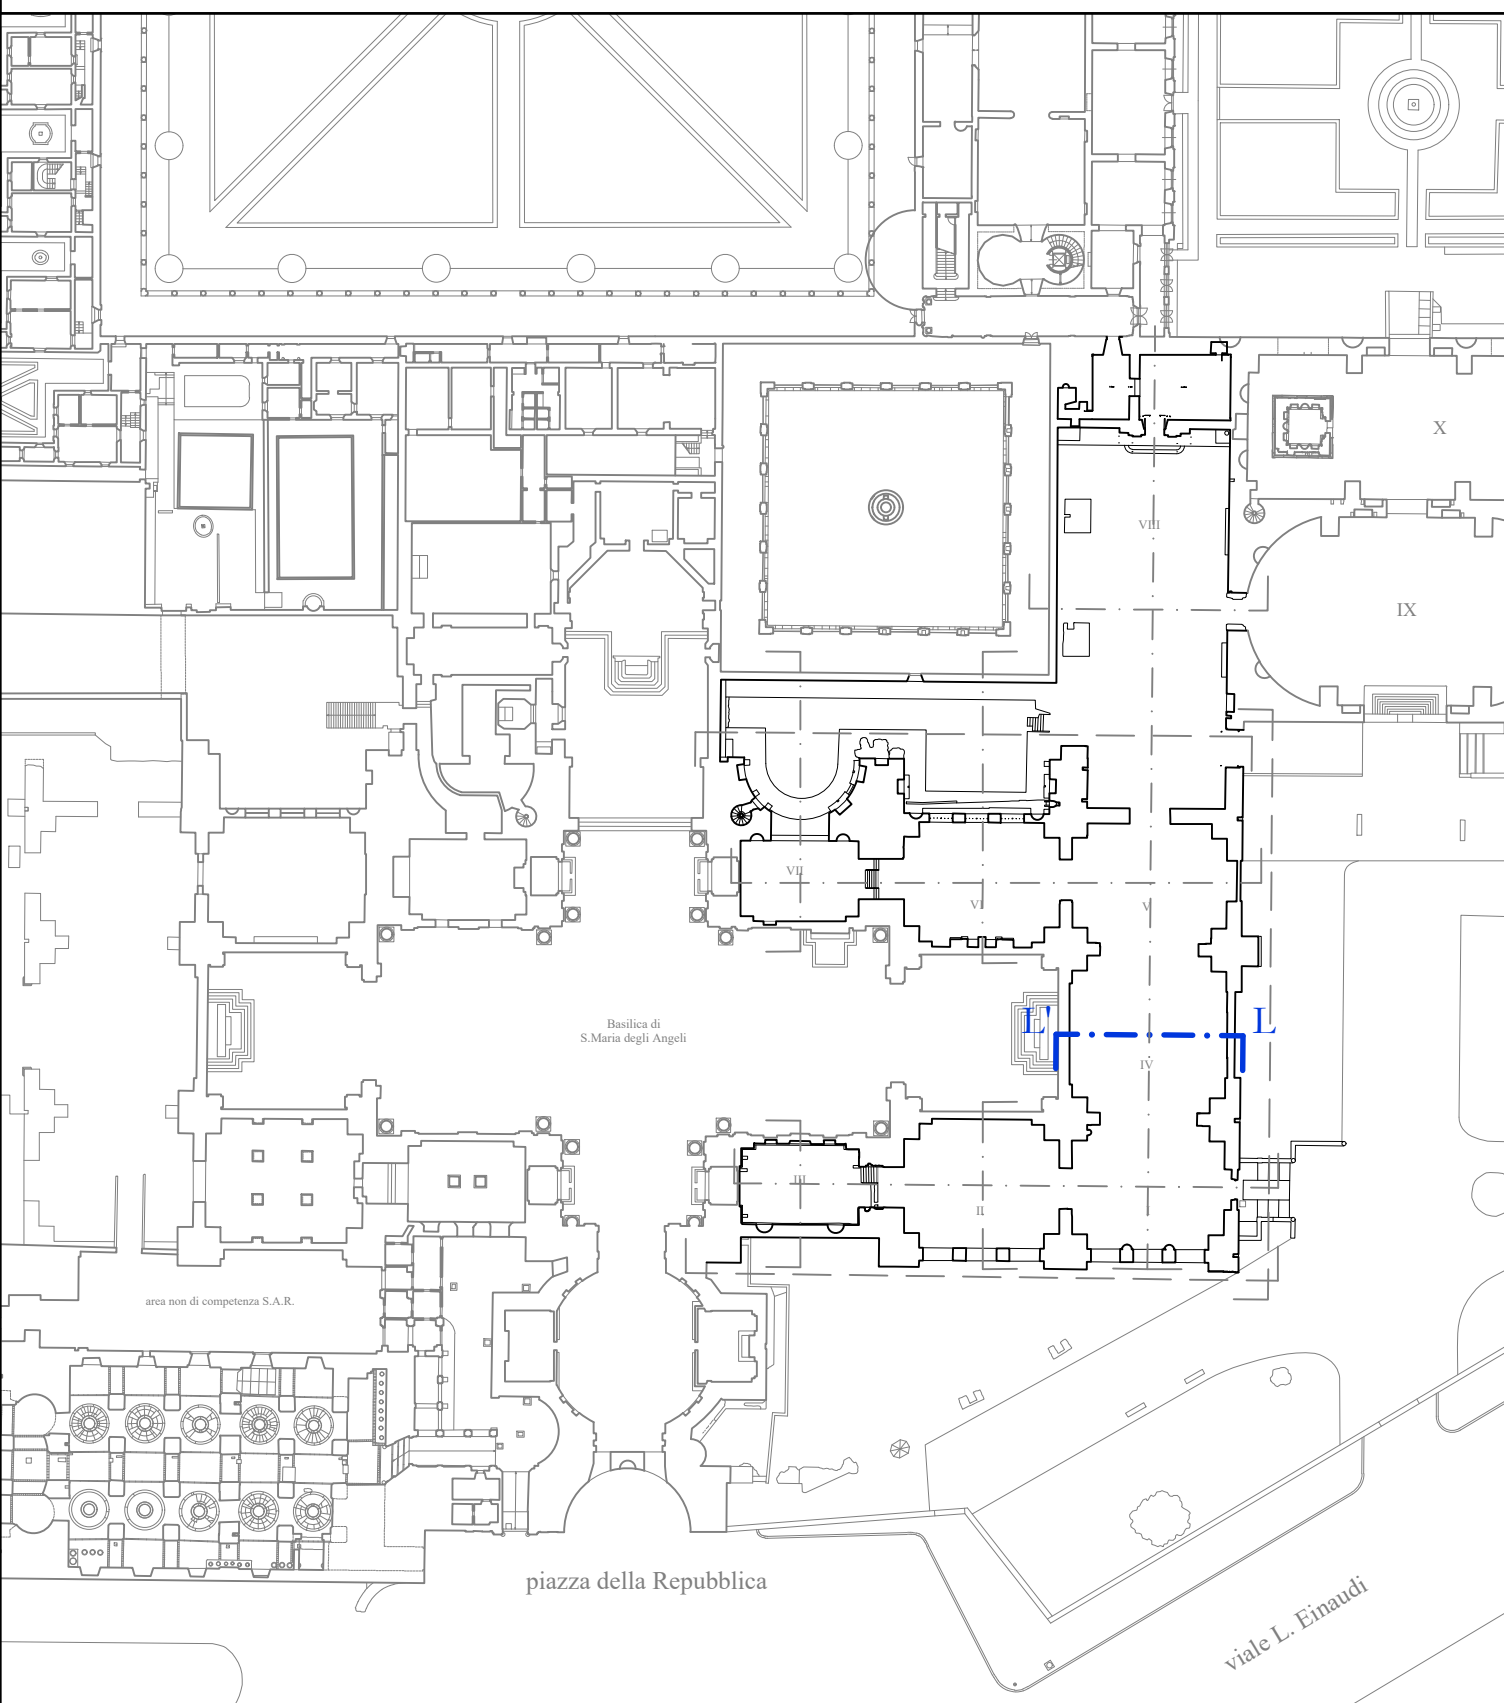 X
VIII
IX
VII
VI
V
Basilica di
S.Maria degli Angeli
L'
L
IV
III
II
area non di competenza S.A.R.
piazza della Repubblica
viale L. Einaudi